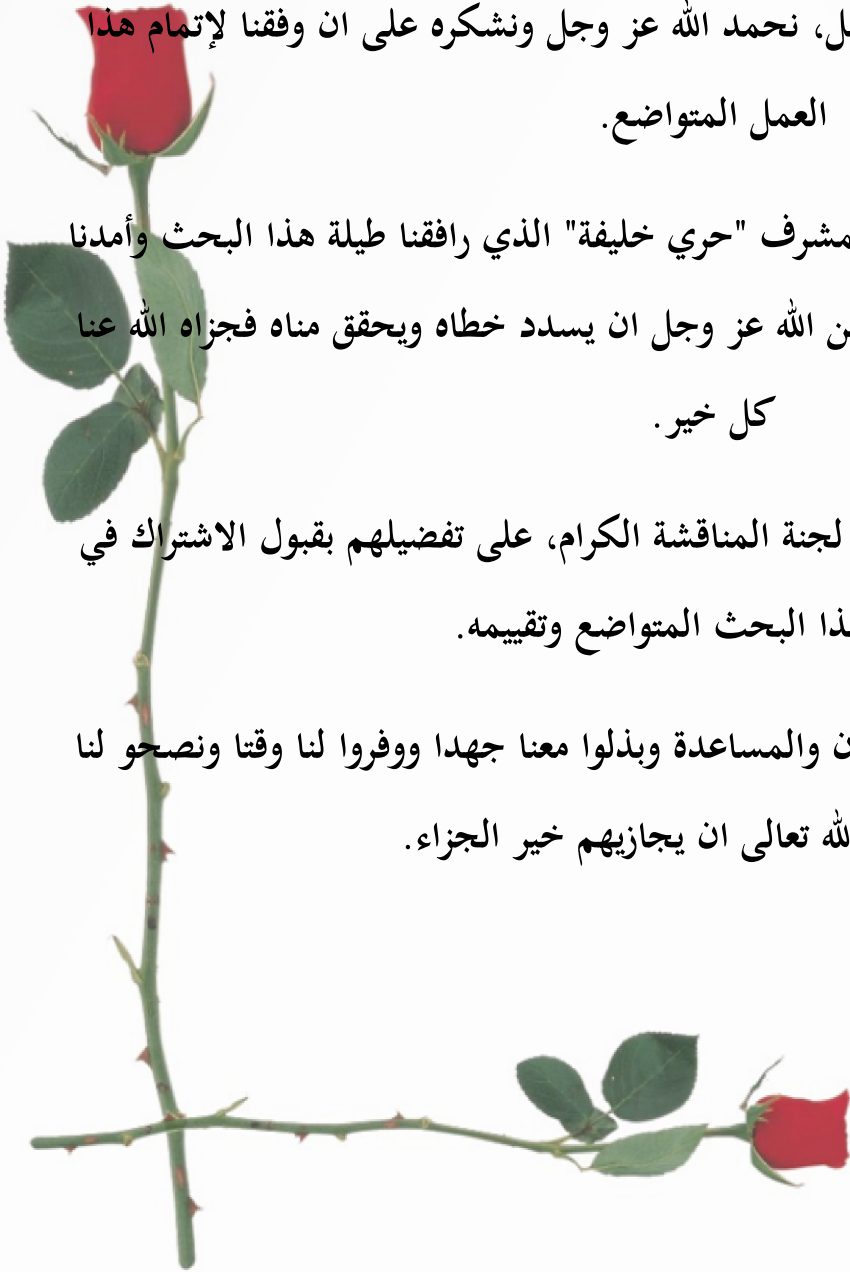 نحمد الله عز وجل ونشكره على ان وفقنا لإتمام هذا
العمل المتواضع.
"حري خليفة" الذي رافقنا طيلة هذا البحث وأمدنا
الله عز وجل ان يسدد خطاه ويحقق مناه فجزاه الله عنا
كل خير.
لجنة المناقشة الكرام، على تفضيلهم بقبول الاشتراك في
البحث المتواضع وتقييمه.
والمساعدة وبذلوا معنا جهدا ووفروا لنا وقتا ونصحو لنا
تعالى ان يجازيهم خير الجزاء.